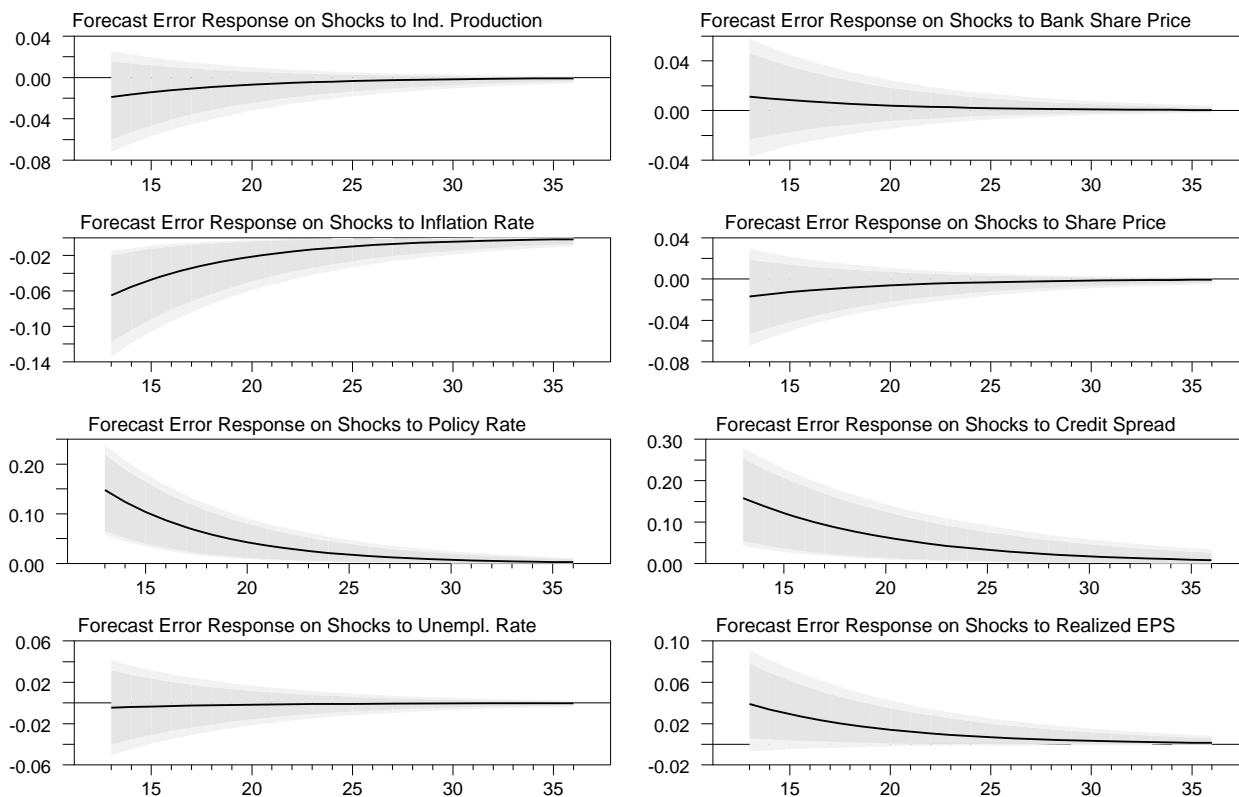 Forecast Error Response on Shocks to Ind. Production
0.04
0.00
-0.04
-0.08
15 20 25 30 35
Forecast Error Response on Shocks to Bank Share Price
0.04
0.00
-0.04
15 20 25 30 35
Forecast Error Response on Shocks to Inflation Rate
-0.02
-0.06
-0.10
-0.14
15 20 25 30 35
Forecast Error Response on Shocks to Share Price
0.04
0.00
-0.04
-0.08
15 20 25 30 35
Forecast Error Response on Shocks to Policy Rate
0.20
0.10
0.00
15 20 25 30 35
Forecast Error Response on Shocks to Credit Spread
0.30
0.20
0.10
0.00
15 20 25 30 35
Forecast Error Response on Shocks to Unempl. Rate
0.06
0.02
-0.02
-0.06
15 20 25 30 35
Forecast Error Response on Shocks to Realized EPS
0.10
0.06
0.02
-0.02
15 20 25 30 35